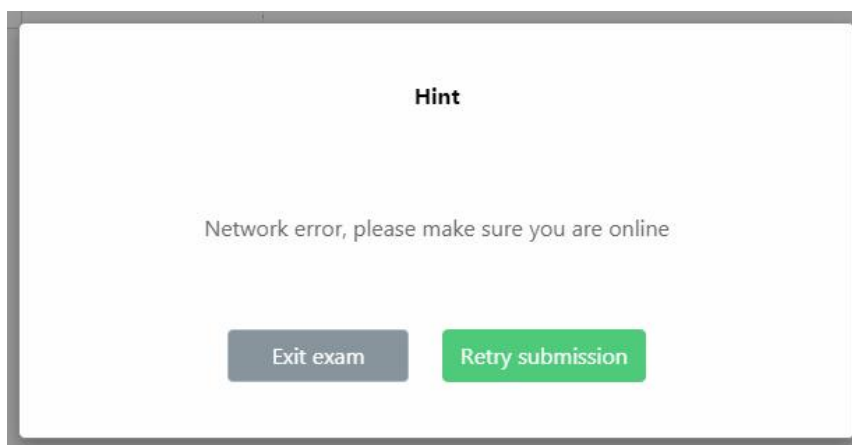 Hint
Network error, please make sure you are online
Exit exam
Retry submission